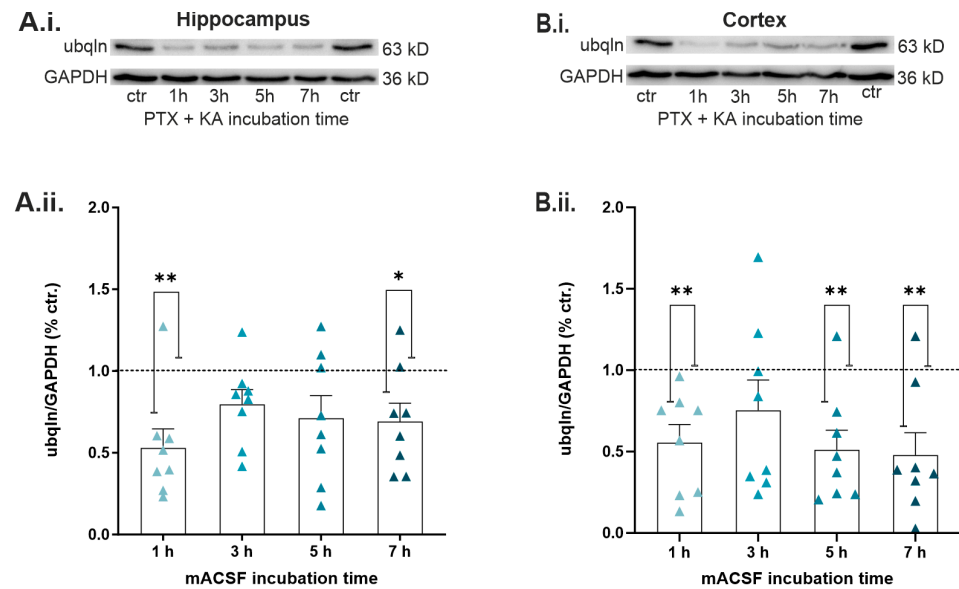 A.i. Hippocampus
ubqln 63 kD
GAPDH 36 kD
ctr 1h 3h 5h 7h ctr
PTX + KA incubation time
B.i. Cortex
ubqln 63 kD
GAPDH 36 kD
ctr 1h 3h 5h 7h ctr
PTX + KA incubation time
A.ii.
ubqln/GAPDH (% ctr.)
2.0
1.5
1.0
0.5
0.0
** *
1 h 3 h 5 h 7 h
mACSF incubation time
B.ii.
ubqln/GAPDH (% ctr.)
2.0
1.5
1.0
0.5
0.0
** ** **
1 h 3 h 5 h 7 h
mACSF incubation time